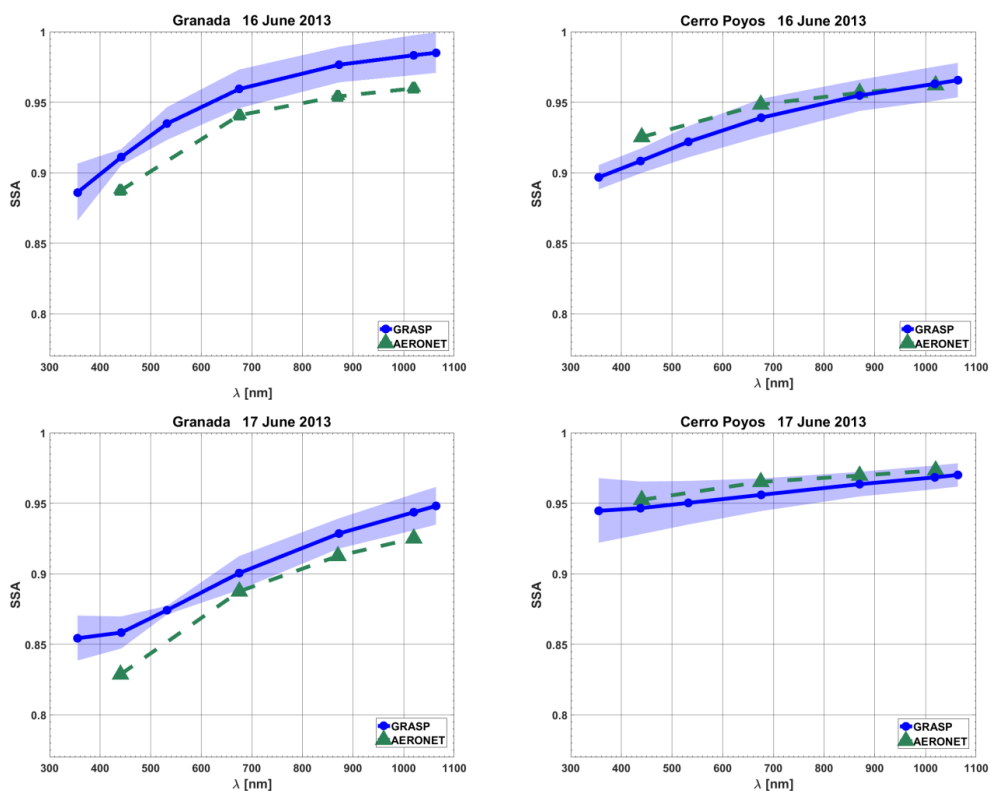 Granada 16 June 2013
1
0.95
0.9
0.85
0.8
SSA
GRASP
AERONET
300 400 500 600 700 800 900 1000 1100
λ [nm]
Cerro Poyos 16 June 2013
1
0.95
0.9
0.85
0.8
SSA
GRASP
AERONET
300 400 500 600 700 800 900 1000 1100
λ [nm]
Granada 17 June 2013
1
0.95
0.9
0.85
0.8
SSA
GRASP
AERONET
300 400 500 600 700 800 900 1000 1100
λ [nm]
Cerro Poyos 17 June 2013
1
0.95
0.9
0.85
0.8
SSA
GRASP
AERONET
300 400 500 600 700 800 900 1000 1100
λ [nm]